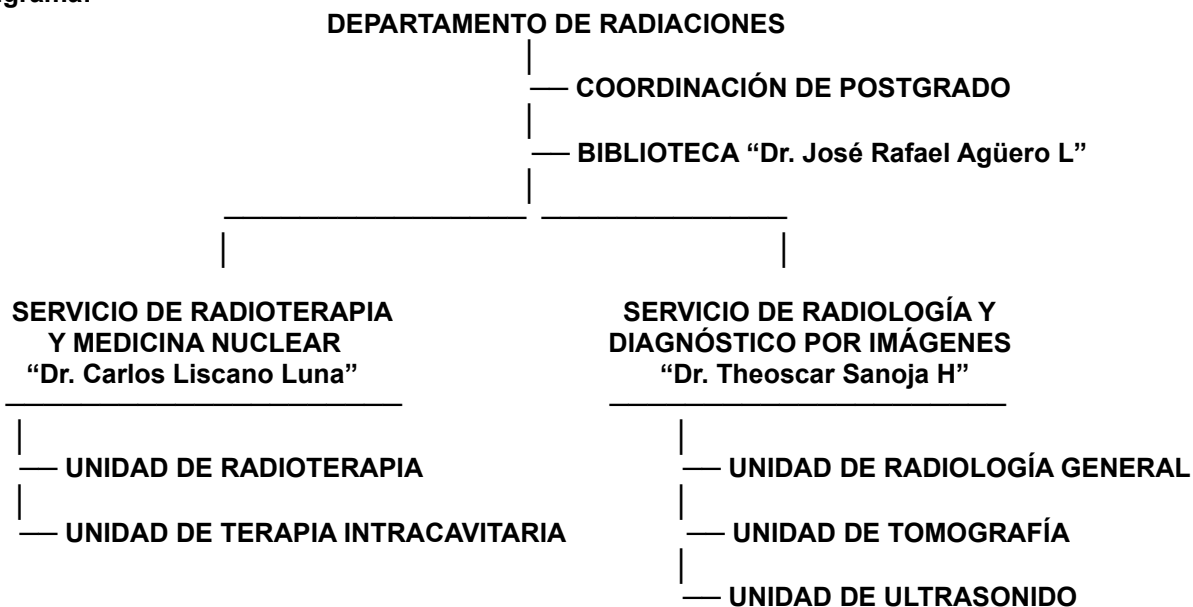 DEPARTAMENTO DE RADIACIONES
COORDINACIÓN DE POSTGRADO
BIBLIOTECA “Dr. José Rafael Agüero L”
SERVICIO DE RADIOTERAPIA
Y MEDICINA NUCLEAR
“Dr. Carlos Liscano Luna”
UNIDAD DE RADIOTERAPIA
UNIDAD DE TERAPIA INTRACAVITARIA
SERVICIO DE RADIOLOGÍA Y
DIAGNÓSTICO POR IMÁGENES
“Dr. Theoscar Sanoja H”
UNIDAD DE RADIOLOGÍA GENERAL
UNIDAD DE TOMOGRAFÍA
UNIDAD DE ULTRASONIDO